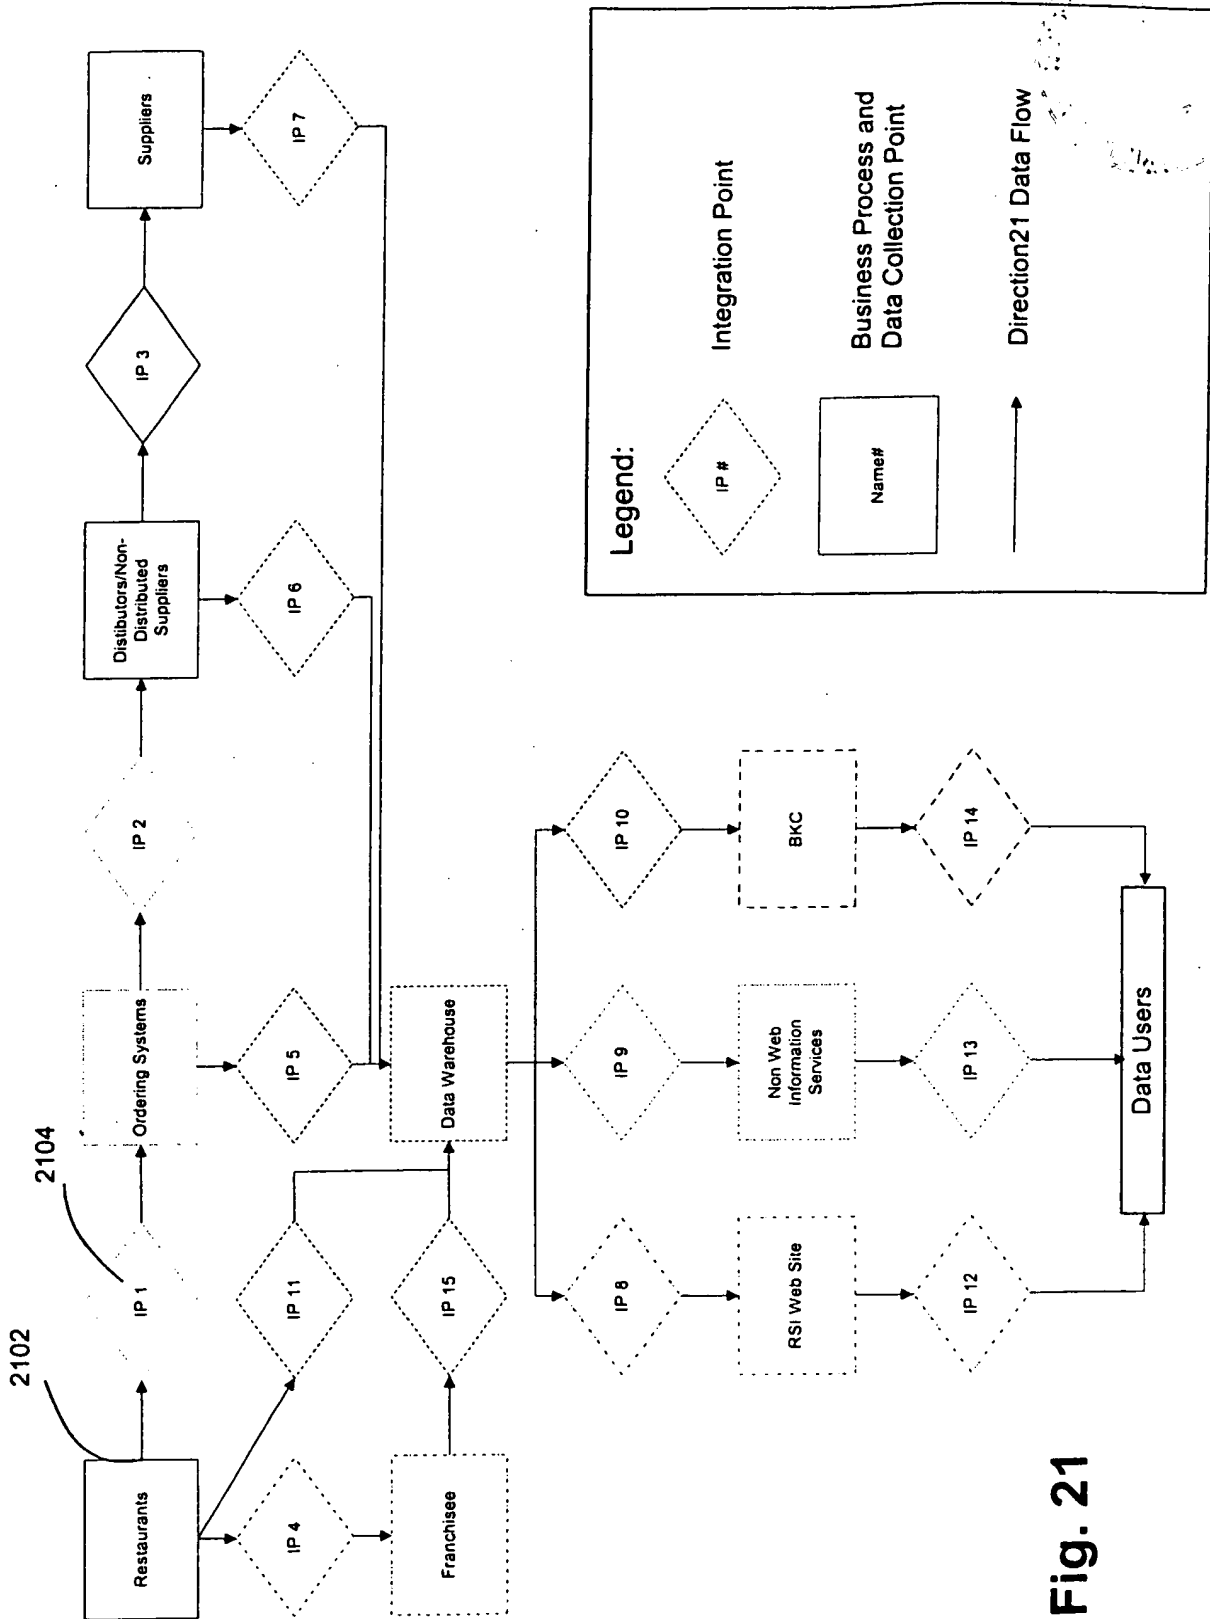 2102
2104
Restaurants
IP 1
Ordering Systems
IP 2
Distibutors/Non-
Distributed
Suppliers
IP 3
Suppliers
IP 4
IP 11
IP 5
IP 6
IP 7
Franchisee
IP 15
Data Warehouse
IP 8
IP 9
IP 10
RSI Web Site
Non Web
Information
Services
BKC
IP 12
IP 13
IP 14
Data Users
Legend:
IP #
Integration Point
Name#
Business Process and
Data Collection Point
Direction21 Data Flow
Fig. 21